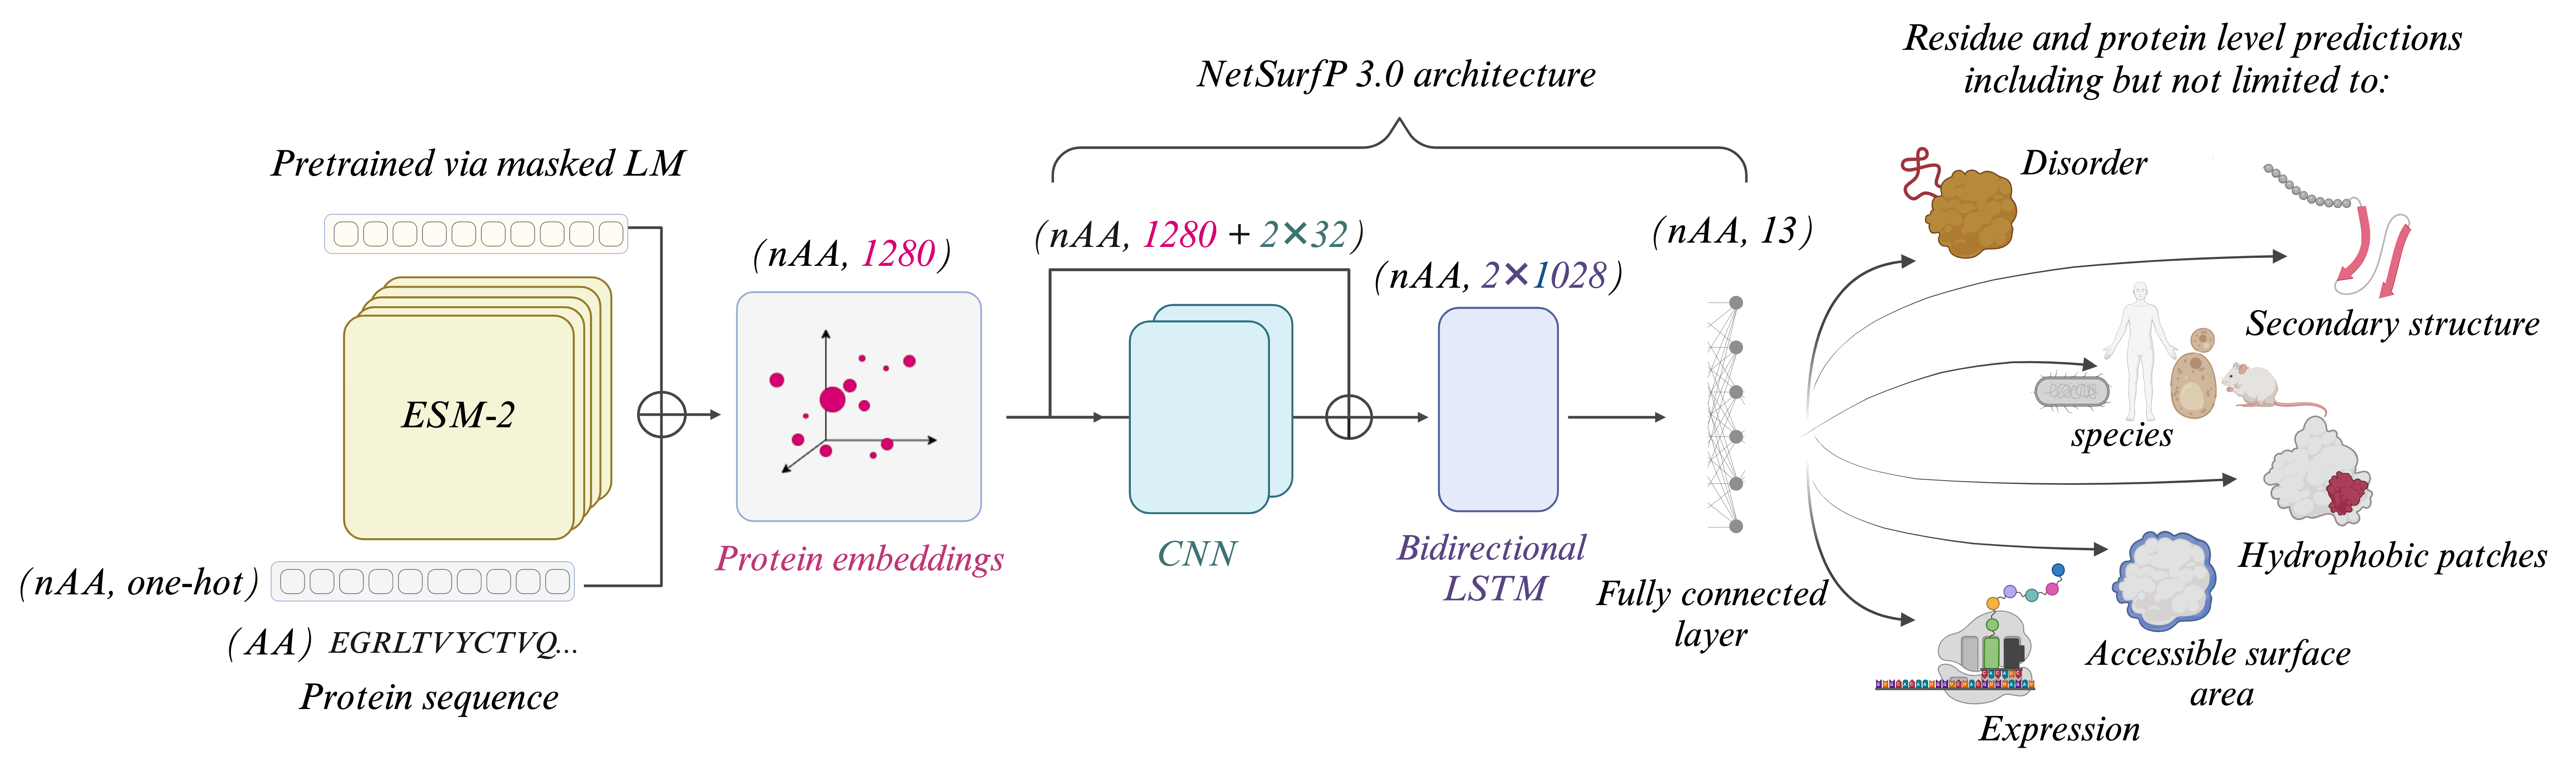 Residue and protein level predictions
including but not limited to:
NetSurfP 3.0 architecture
Pretrained via masked LM
Disorder
(nAA, 1280)
(nAA, 1280 + 2×32)
(nAA, 2×1028)
(nAA, 13)
Secondary structure
ESM-2
species
Protein embeddings
CNN
Bidirectional
LSTM
Hydrophobic patches
(nAA, one-hot)
Fully connected
layer
(AA) EGRLTVYCTVQ...
Accessible surface
area
Protein sequence
Expression